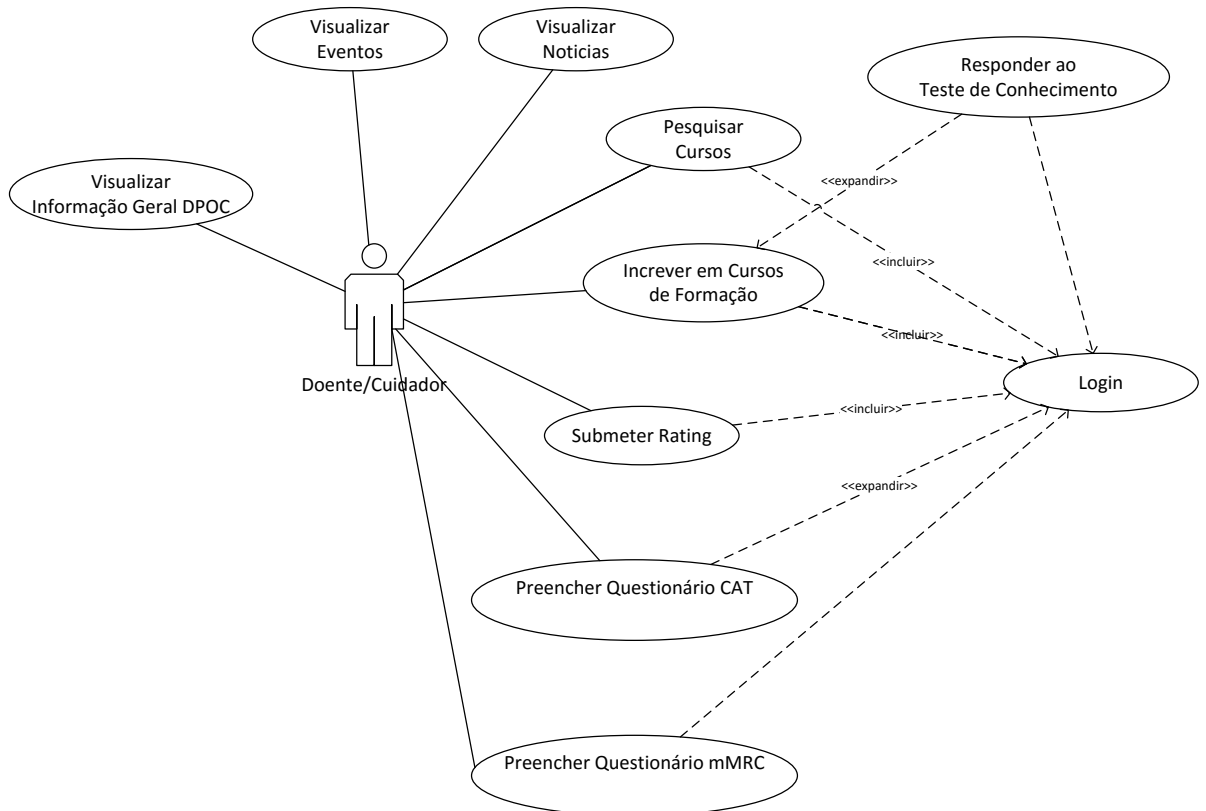 Visualizar
Eventos
Visualizar
Noticias
Responder ao
Teste de Conhecimento
Pesquisar
Cursos
Visualizar
Informação Geral DPOC
<<expandir>>
<<incluir>>
Increver em Cursos
de Formação
<<incluir>>
Doente/Cuidador
Login
<<incluir>>
Submeter Rating
<<expandir>>
Preencher Questionário CAT
Preencher Questionário mMRC